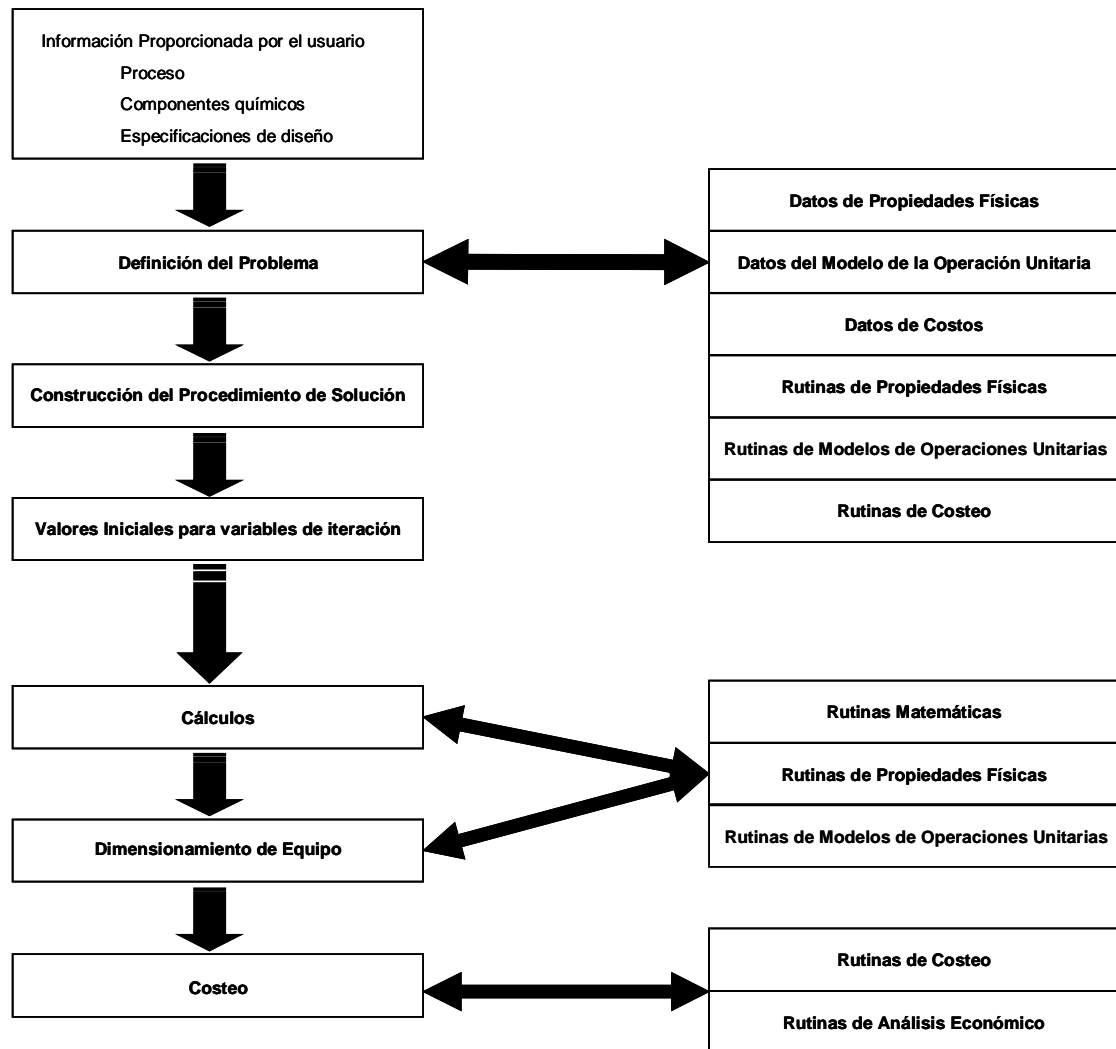 Información Proporcionada por el usuario
Proceso
Componentes químicos
Especificaciones de diseño
Definición del Problema
Construcción del Procedimiento de Solución
Valores Iniciales para variables de iteración
Cálculos
Dimensionamiento de Equipo
Costeo
Datos de Propiedades Físicas
Datos del Modelo de la Operación Unitaria
Datos de Costos
Rutinas de Propiedades Físicas
Rutinas de Modelos de Operaciones Unitarias
Rutinas de Costeo
Rutinas Matemáticas
Rutinas de Propiedades Físicas
Rutinas de Modelos de Operaciones Unitarias
Rutinas de Costeo
Rutinas de Análisis Económico